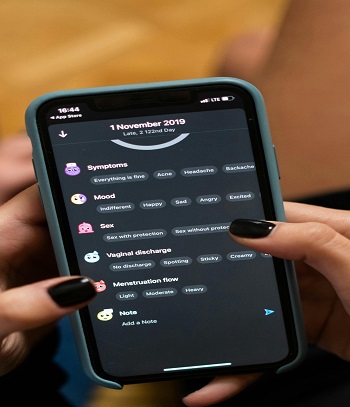 16:44
LTE
App Store
1 November 2019
Late, 2 122nd Day
Symptoms
Everything is fine Acne Headache Backache
Mood
Indifferent Happy Sad Angry Excited
Sex
Sex with protection Sex without protec
Vaginal discharge
No discharge Spotting Sticky Creamy
Menstruation flow
Light Moderate Heavy
Note
Add a Note